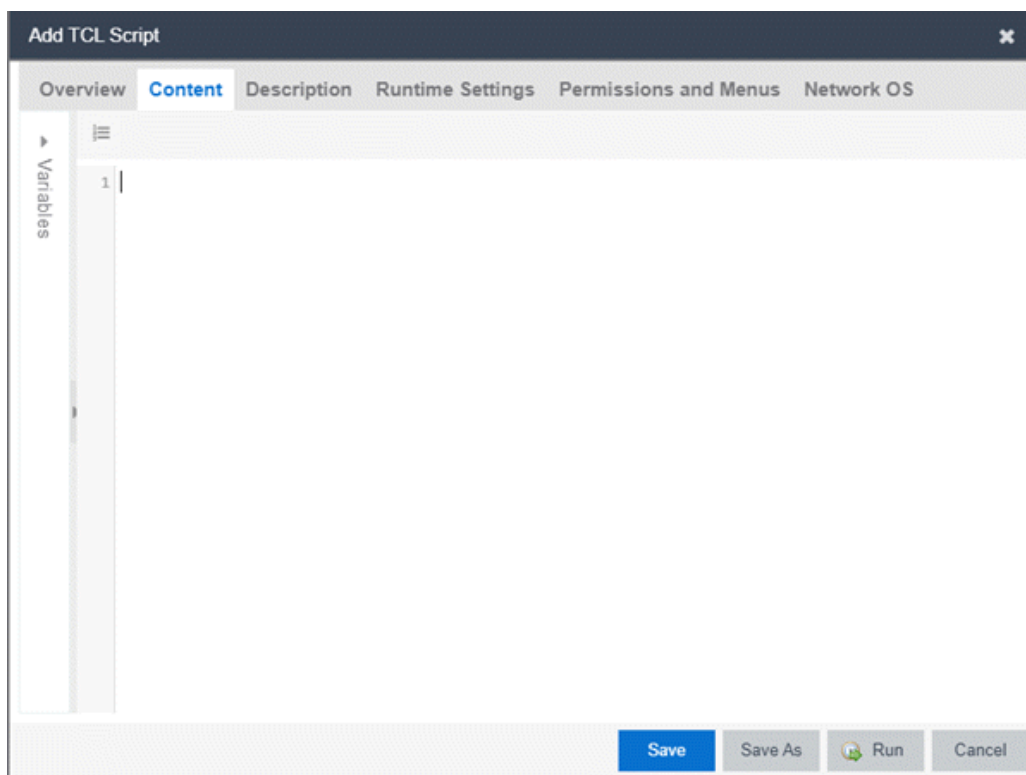 Add TCL Script
Overview Content Description Runtime Settings Permissions and Menus Network OS
Variables
1
Save Save As Run Cancel